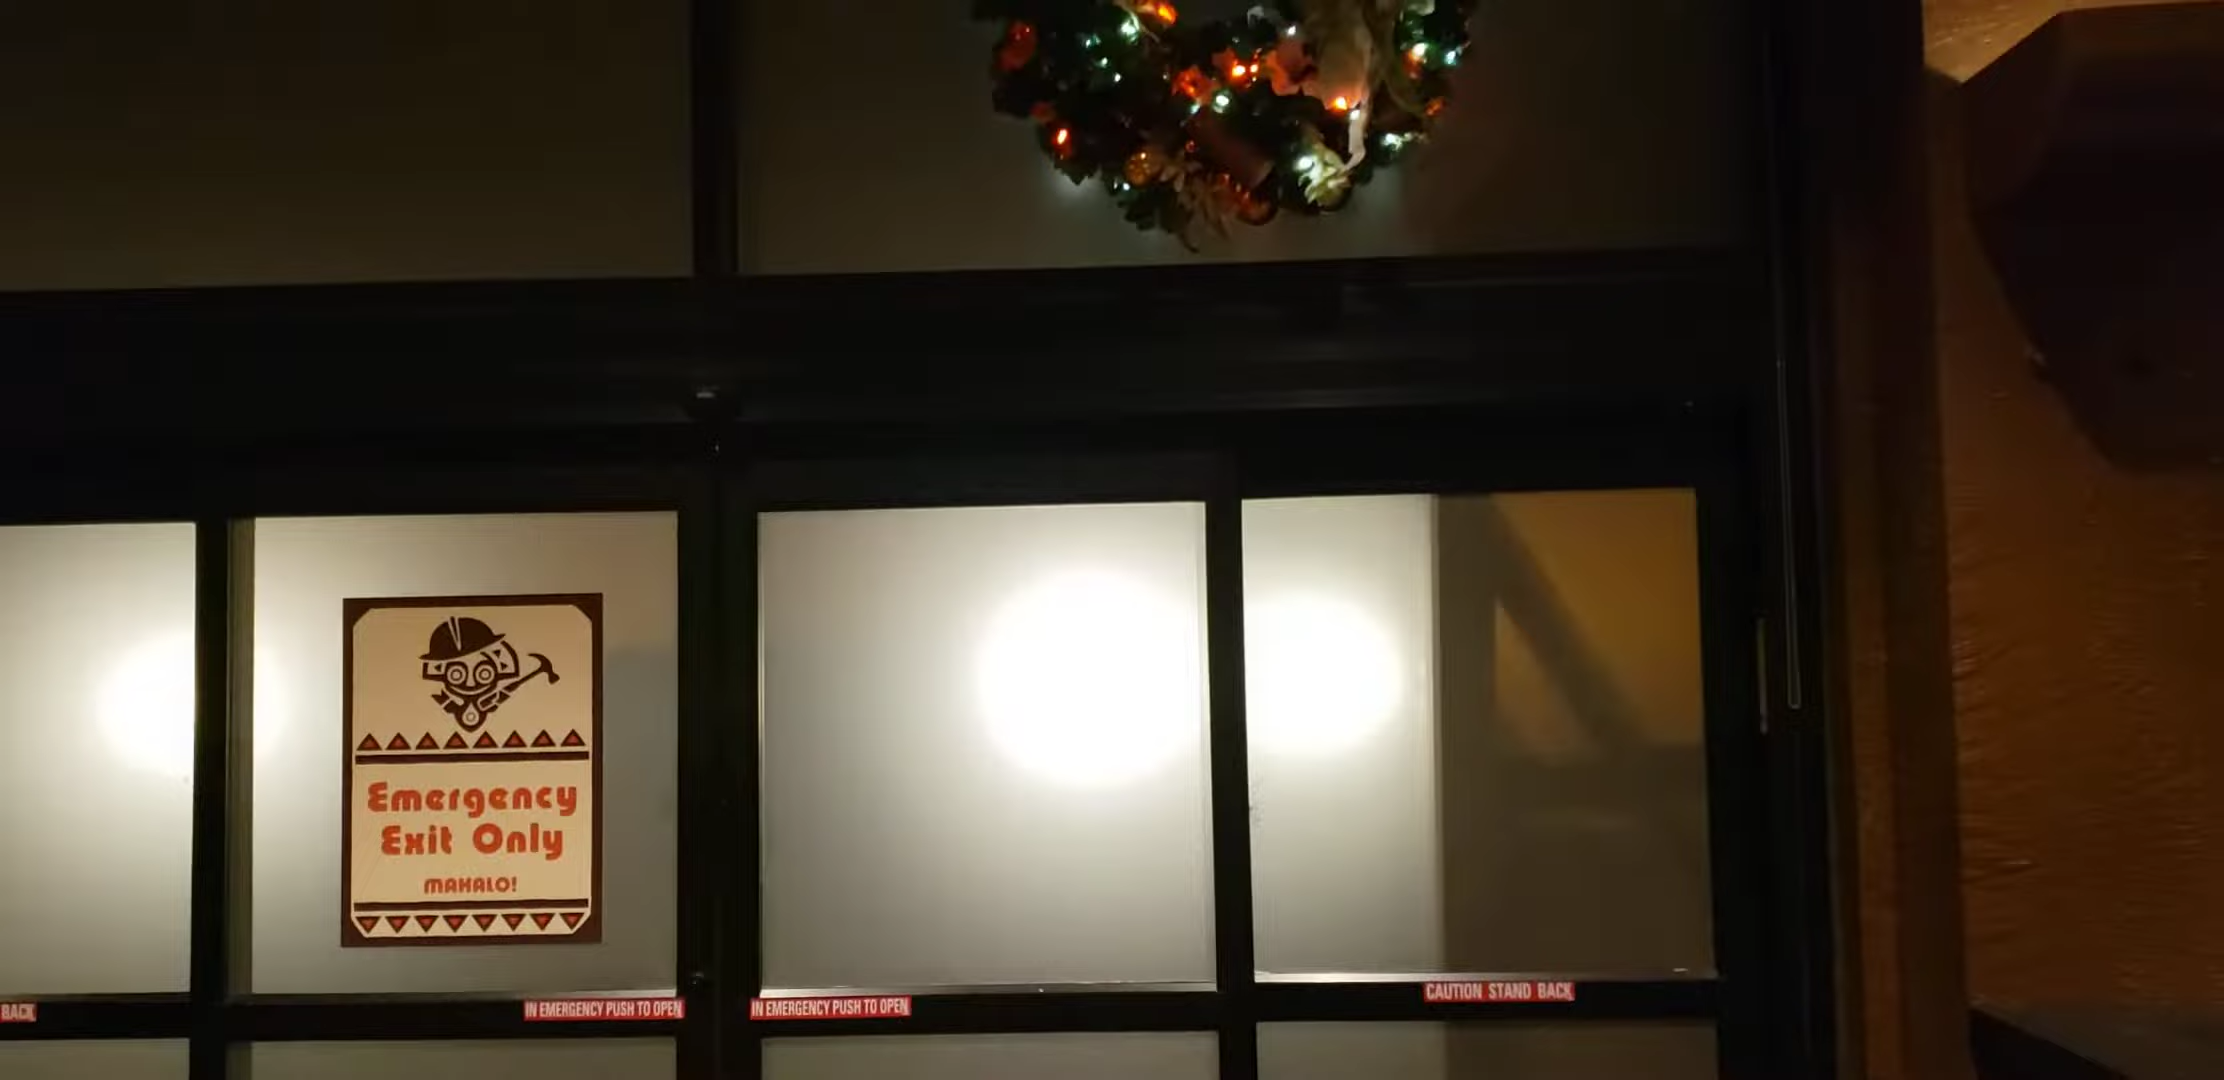 Emergency
Exit Only
MAHALO!
BACK
IN EMERGENCY PUSH TO OPEN
IN EMERGENCY PUSH TO OPEN
CAUTION STAND BACK